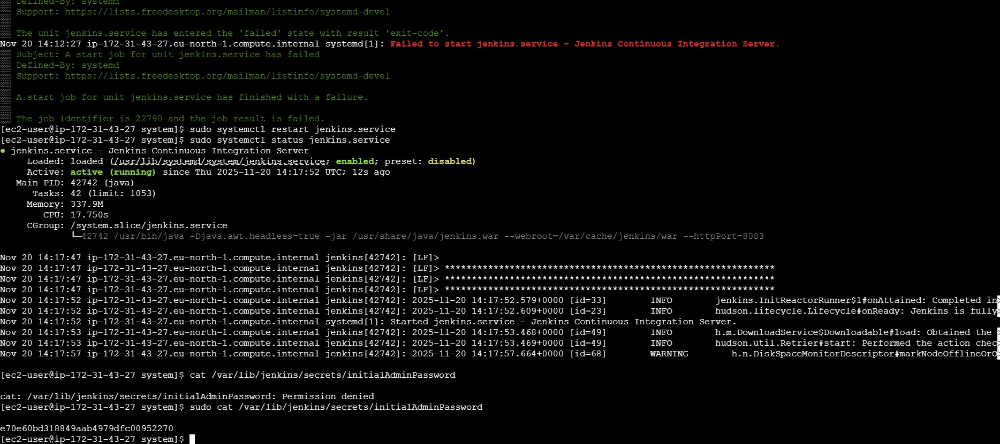 Defined-By: systemd
Support: https://lists.freedesktop.org/mailman/listinfo/systemd-devel
The unit jenkins.service has entered the 'failed' state with result 'exit-code'.
Nov 20 14:12:27 ip-172-31-43-27.eu-north-1.compute.internal systemd[1]: Failed to start jenkins.service - Jenkins Continuous Integration Server.
Subject: A start job for unit jenkins.service has failed
Defined-By: systemd
Support: https://lists.freedesktop.org/mailman/listinfo/systemd-devel
A start job for unit jenkins.service has finished with a failure.
The job identifier is 22790 and the job result is failed.
[ec2-user@ip-172-31-43-27 system]$ sudo systemctl restart jenkins.service
[ec2-user@ip-172-31-43-27 system]$ sudo systemctl status jenkins.service
● jenkins.service - Jenkins Continuous Integration Server
Loaded: loaded (/usr/lib/systemd/system/jenkins.service; enabled; preset: disabled)
Active: active (running) since Thu 2025-11-20 14:17:52 UTC; 12s ago
Main PID: 42742 (java)
Tasks: 42 (limit: 1053)
Memory: 337.9M
CPU: 17.750s
CGroup: /system.slice/jenkins.service
└─42742 /usr/bin/java -Djava.awt.headless=true -jar /usr/share/java/jenkins.war --webroot=/var/cache/jenkins/war --httpPort=8083
Nov 20 14:17:47 ip-172-31-43-27.eu-north-1.compute.internal jenkins[42742]: [LF]>
Nov 20 14:17:47 ip-172-31-43-27.eu-north-1.compute.internal jenkins[42742]: [LF]> *************************************************************
Nov 20 14:17:47 ip-172-31-43-27.eu-north-1.compute.internal jenkins[42742]: [LF]> *************************************************************
Nov 20 14:17:47 ip-172-31-43-27.eu-north-1.compute.internal jenkins[42742]: [LF]> *************************************************************
Nov 20 14:17:52 ip-172-31-43-27.eu-north-1.compute.internal jenkins[42742]: 2025-11-20 14:17:52.579+0000 [id=33] INFO jenkins.InitReactorRunner$1#onAttained: Completed in>
Nov 20 14:17:52 ip-172-31-43-27.eu-north-1.compute.internal jenkins[42742]: 2025-11-20 14:17:52.609+0000 [id=23] INFO hudson.lifecycle.Lifecycle#onReady: Jenkins is fully>
Nov 20 14:17:52 ip-172-31-43-27.eu-north-1.compute.internal systemd[1]: Started jenkins.service - Jenkins Continuous Integration Server.
Nov 20 14:17:53 ip-172-31-43-27.eu-north-1.compute.internal jenkins[42742]: 2025-11-20 14:17:53.468+0000 [id=49] INFO h.m.DownloadService$Downloadable#load: Obtained the >
Nov 20 14:17:53 ip-172-31-43-27.eu-north-1.compute.internal jenkins[42742]: 2025-11-20 14:17:53.469+0000 [id=49] INFO hudson.util.Retrier#start: Performed the action chec>
Nov 20 14:17:57 ip-172-31-43-27.eu-north-1.compute.internal jenkins[42742]: 2025-11-20 14:17:57.664+0000 [id=68] WARNING h.n.DiskSpaceMonitorDescriptor#markNodeOfflineOrO>
[ec2-user@ip-172-31-43-27 system]$ cat /var/lib/jenkins/secrets/initialAdminPassword
cat: /var/lib/jenkins/secrets/initialAdminPassword: Permission denied
[ec2-user@ip-172-31-43-27 system]$ sudo cat /var/lib/jenkins/secrets/initialAdminPassword
e70e60bd318849aab4979dfc00952270
[ec2-user@ip-172-31-43-27 system]$